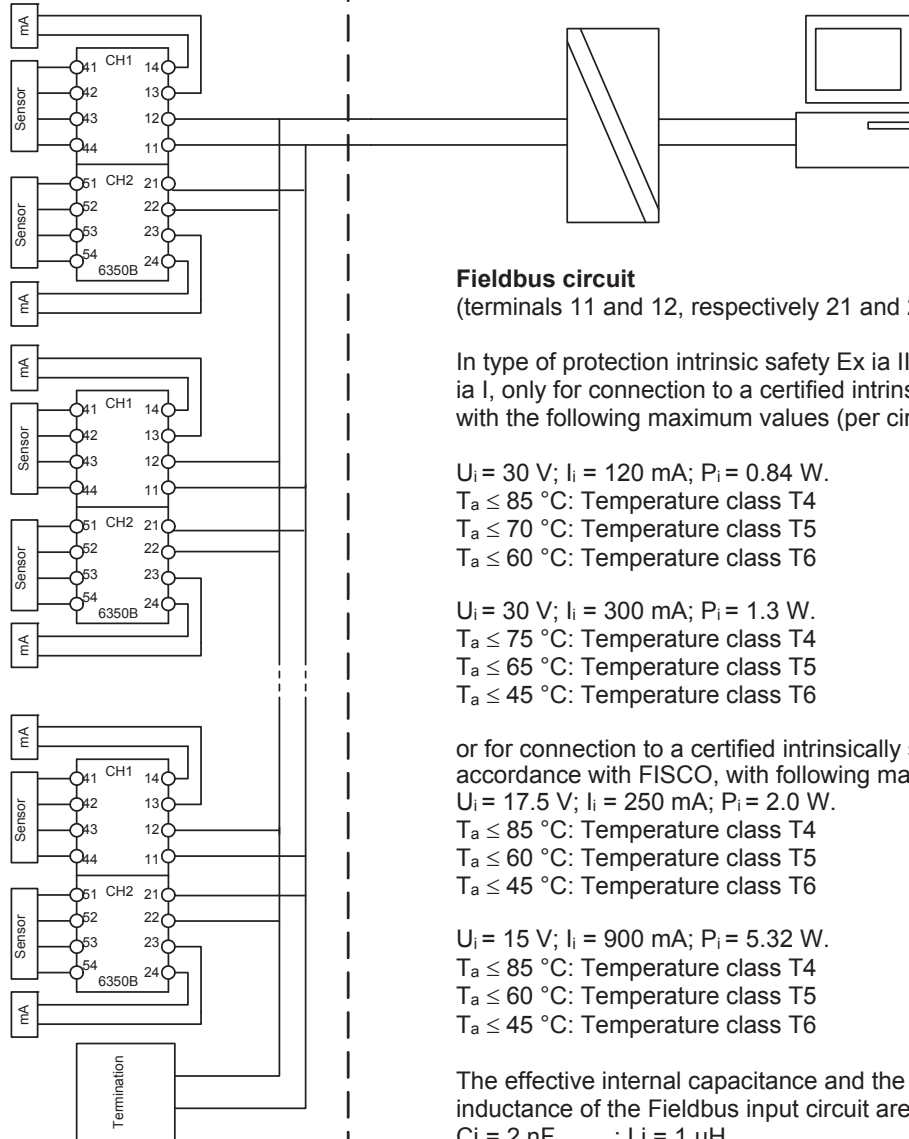 mA
CH1
41
14
42
13
43
12
44
11
Sensor
51
CH2
21
52
22
53
23
54
24
6350B
Sensor
mA
mA
CH1
41
14
42
13
43
12
44
11
Sensor
51
CH2
21
52
22
53
23
54
24
6350B
Sensor
mA
mA
CH1
41
14
42
13
43
12
44
11
Sensor
51
CH2
21
52
22
53
23
54
24
6350B
Sensor
mA
Termination
Fieldbus circuit
(terminals 11 and 12, respectively 21 and
In type of protection intrinsic safety Ex ia
ia I, only for connection to a certified
with the following maximum values (per
Ui = 30 V; Ii = 120 mA; Pi = 0.84 W.
Ta ≤ 85 °C: Temperature class T4
Ta ≤ 70 °C: Temperature class T5
Ta ≤ 60 °C: Temperature class T6
Ui = 30 V; Ii = 300 mA; Pi = 1.3 W.
Ta ≤ 75 °C: Temperature class T4
Ta ≤ 65 °C: Temperature class T5
Ta ≤ 45 °C: Temperature class T6
or for connection to a certified intrinsically
accordance with FISCO, with following
Ui = 17.5 V; Ii = 250 mA; Pi = 2.0 W.
Ta ≤ 85 °C: Temperature class T4
Ta ≤ 60 °C: Temperature class T5
Ta ≤ 45 °C: Temperature class T6
Ui = 15 V; Ii = 900 mA; Pi = 5.32 W.
Ta ≤ 85 °C: Temperature class T4
Ta ≤ 60 °C: Temperature class T5
Ta ≤ 45 °C: Temperature class T6
The effective internal capacitance and the
inductance of the Fieldbus input circuit are
Ci = 2 nF ; Li = 1 µH